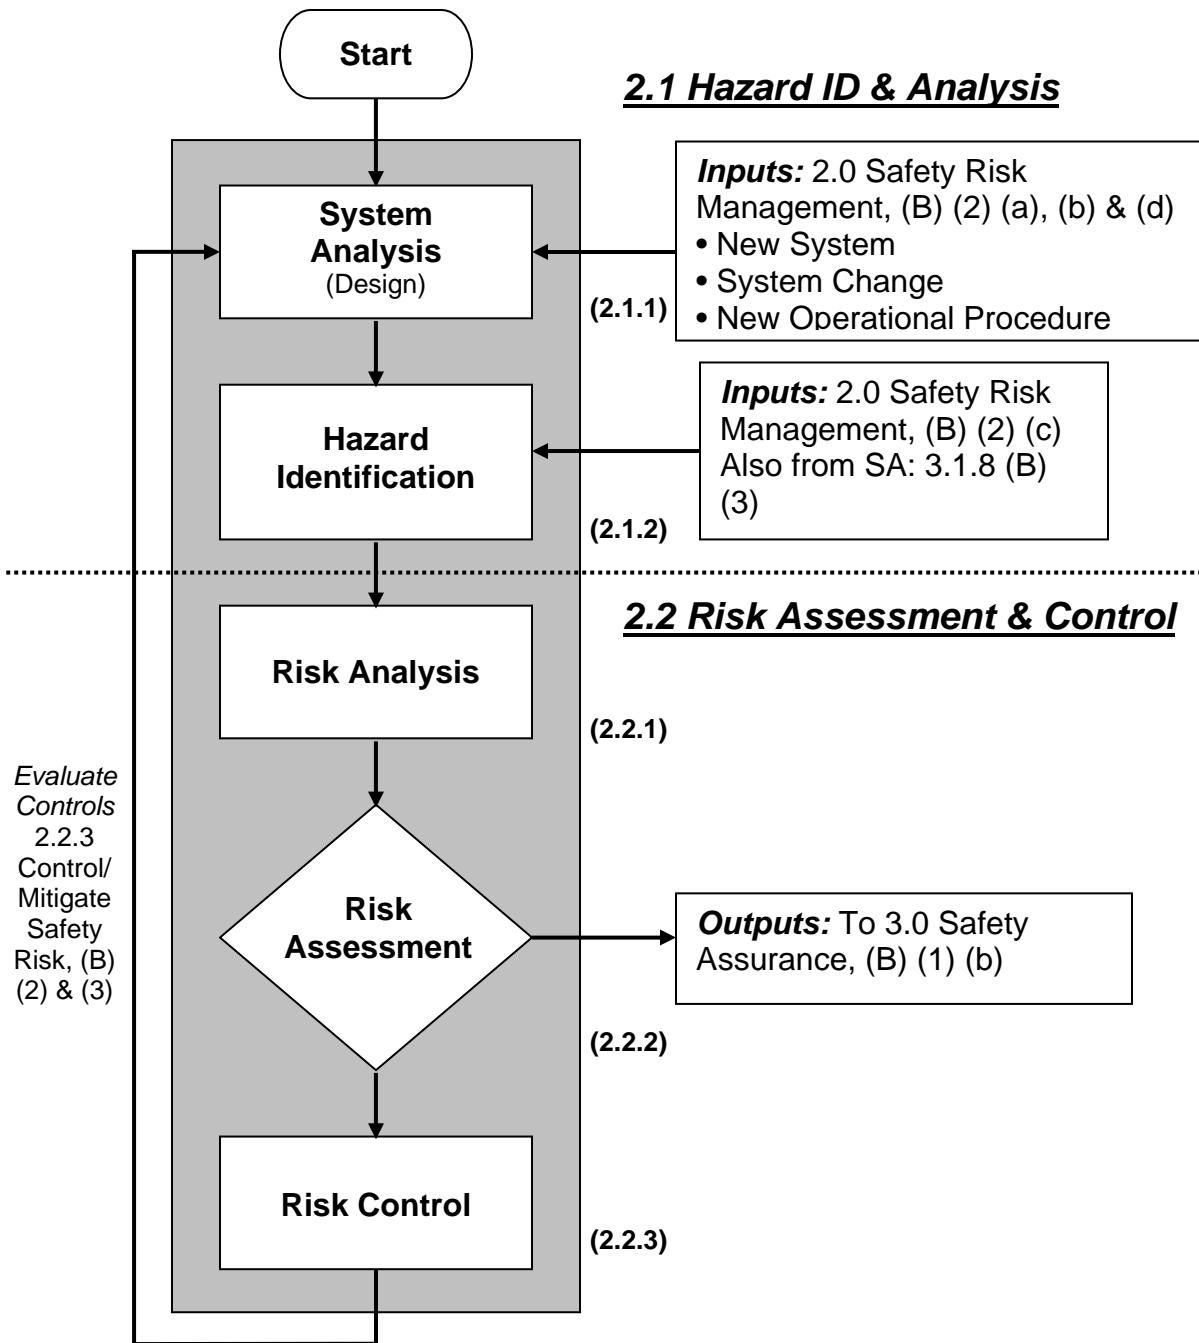 Start
2.1 Hazard ID & Analysis
System
Analysis
(Design)
(2.1.1)
Inputs: 2.0 Safety Risk
Management, (B) (2) (a), (b) & (d)
• New System
• System Change
• New Operational Procedure
Hazard
Identification
(2.1.2)
Inputs: 2.0 Safety Risk
Management, (B) (2) (c)
Also from SA: 3.1.8 (B)
(3)
2.2 Risk Assessment & Control
Risk Analysis
(2.2.1)
Evaluate
Controls
2.2.3
Control/
Mitigate
Safety
Risk, (B)
(2) & (3)
Risk
Assessment
(2.2.2)
Outputs: To 3.0 Safety
Assurance, (B) (1) (b)
Risk Control
(2.2.3)